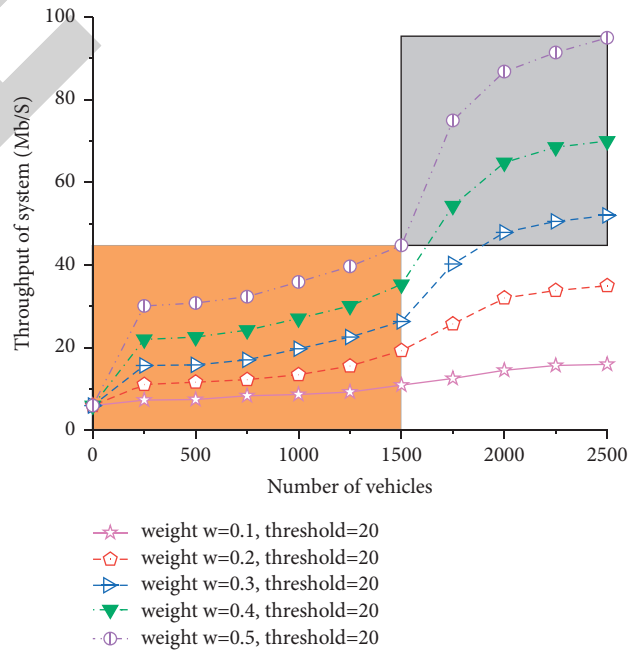 100
80
60
40
20
0
Throughput of system (Mb/S)
0 500 1000 1500 2000 2500
Number of vehicles
weight w=0.1, threshold=20
weight w=0.2, threshold=20
weight w=0.3, threshold=20
weight w=0.4, threshold=20
weight w=0.5, threshold=20